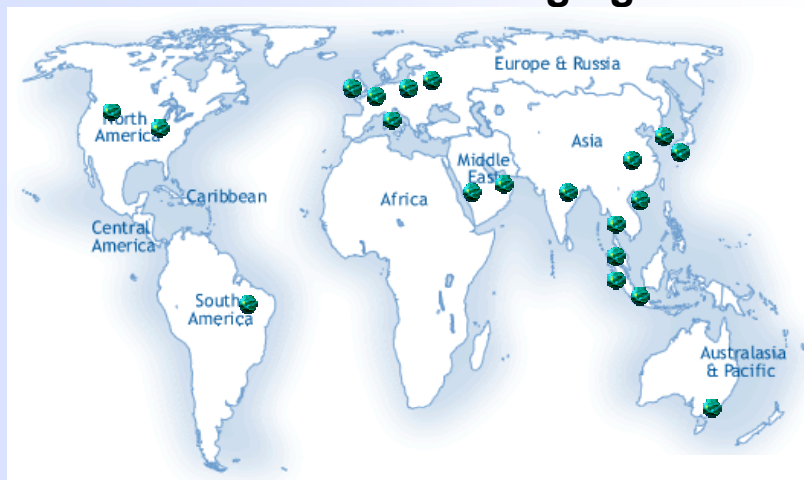 Europe & Russia
North
America
Asia
Middle
East
Caribbean
Africa
Central
America
South
America
Australasia
& Pacific